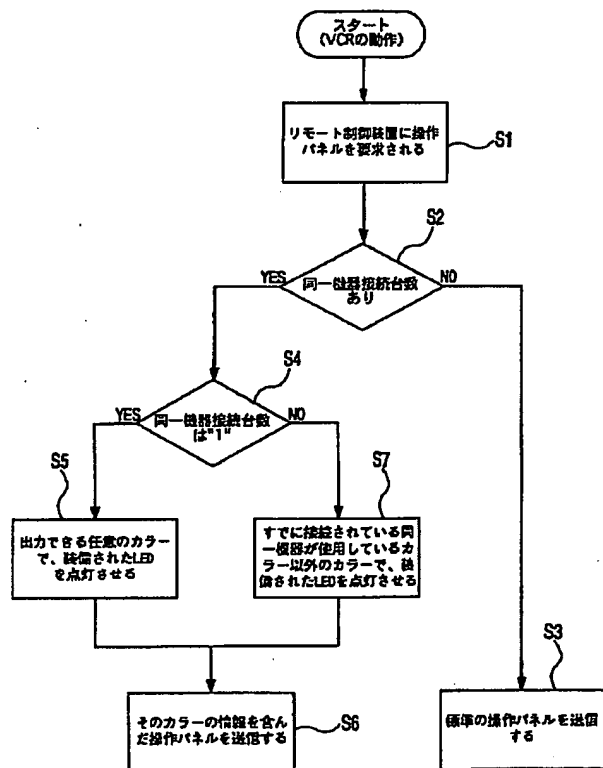 スタート
(VCRの動作)
リモート制御装置に操作
パネルを要求される
S1
S2
同一機器接続台数
あり
YES
NO
S4
同一機器接続台数
は"1"
YES
NO
S5
出力できる任意のカラー
で、装備されたLED
を点灯させる
S7
すでに接続されている同
一機器が使用しているカ
ラー以外のカラーで、装
備されたLEDを点灯させる
S3
標準の操作パネルを送信
する
そのカラーの情報を含ん
だ操作パネルを送信する
S6